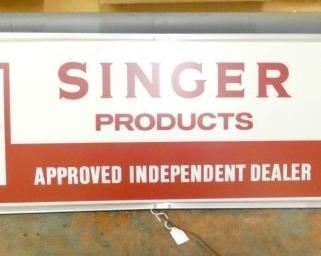 SINGER
PRODUCTS
APPROVED INDEPENDENT DEALER